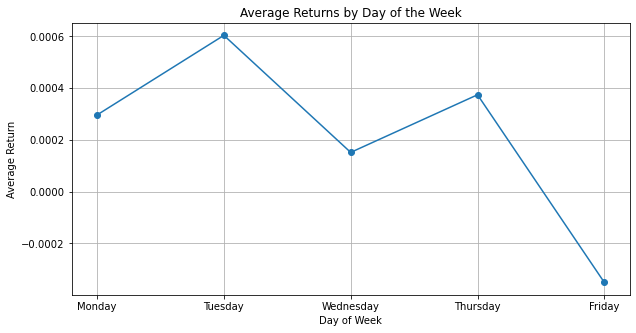 Average Returns by Day of the Week
0.0006
0.0004
0.0002
0.0000
−0.0002
Average Return
Monday Tuesday Wednesday Thursday Friday
Day of Week